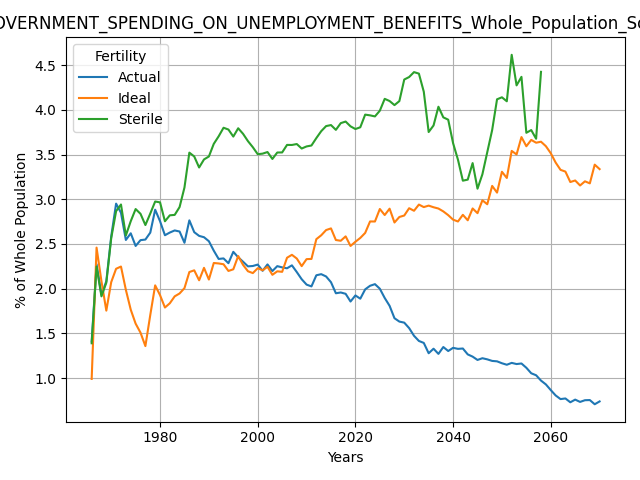 OVERNMENT_SPENDING_ON_UNEMPLOYMENT_BENEFITS_Whole_Population_Sc
Fertility
Actual
Ideal
Sterile
4.5
4.0
3.5
3.0
2.5
2.0
1.5
1.0
% of Whole Population
1980
2000
2020
2040
2060
Years